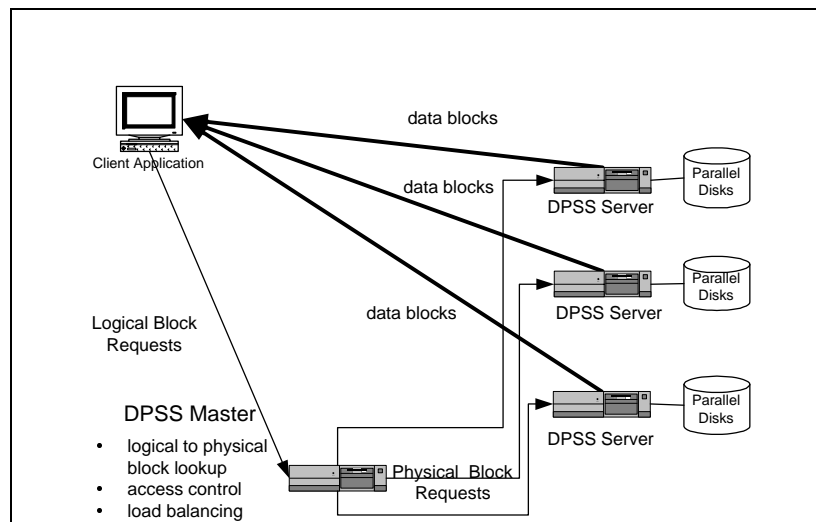 data blocks
Client Application
Parallel
Disks
data blocks
DPSS Server
Parallel
Disks
data blocks
DPSS Server
Logical Block
Requests
Parallel
Disks
DPSS Server
DPSS Master
• logical to physical
block lookup
• access control
• load balancing
Physical Block
Requests